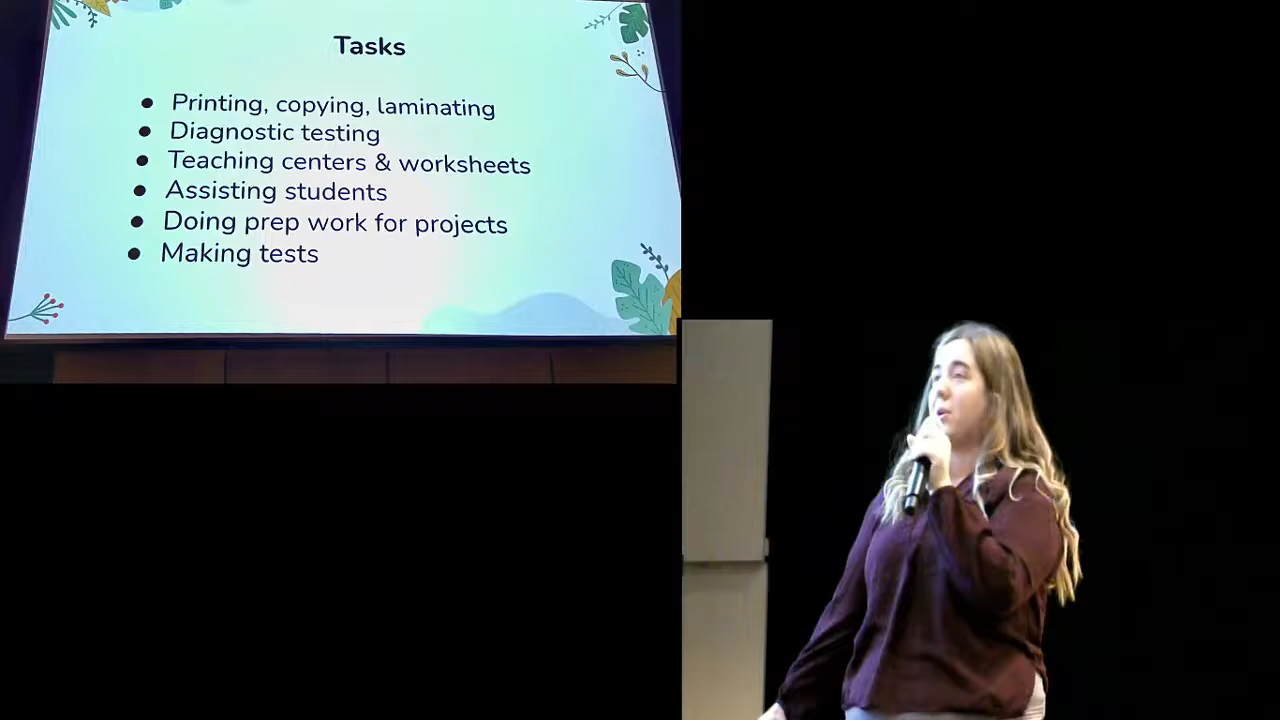 Tasks
● Printing, copying, laminating
● Diagnostic testing
● Teaching centers & worksheets
● Assisting students
● Doing prep work for projects
● Making tests